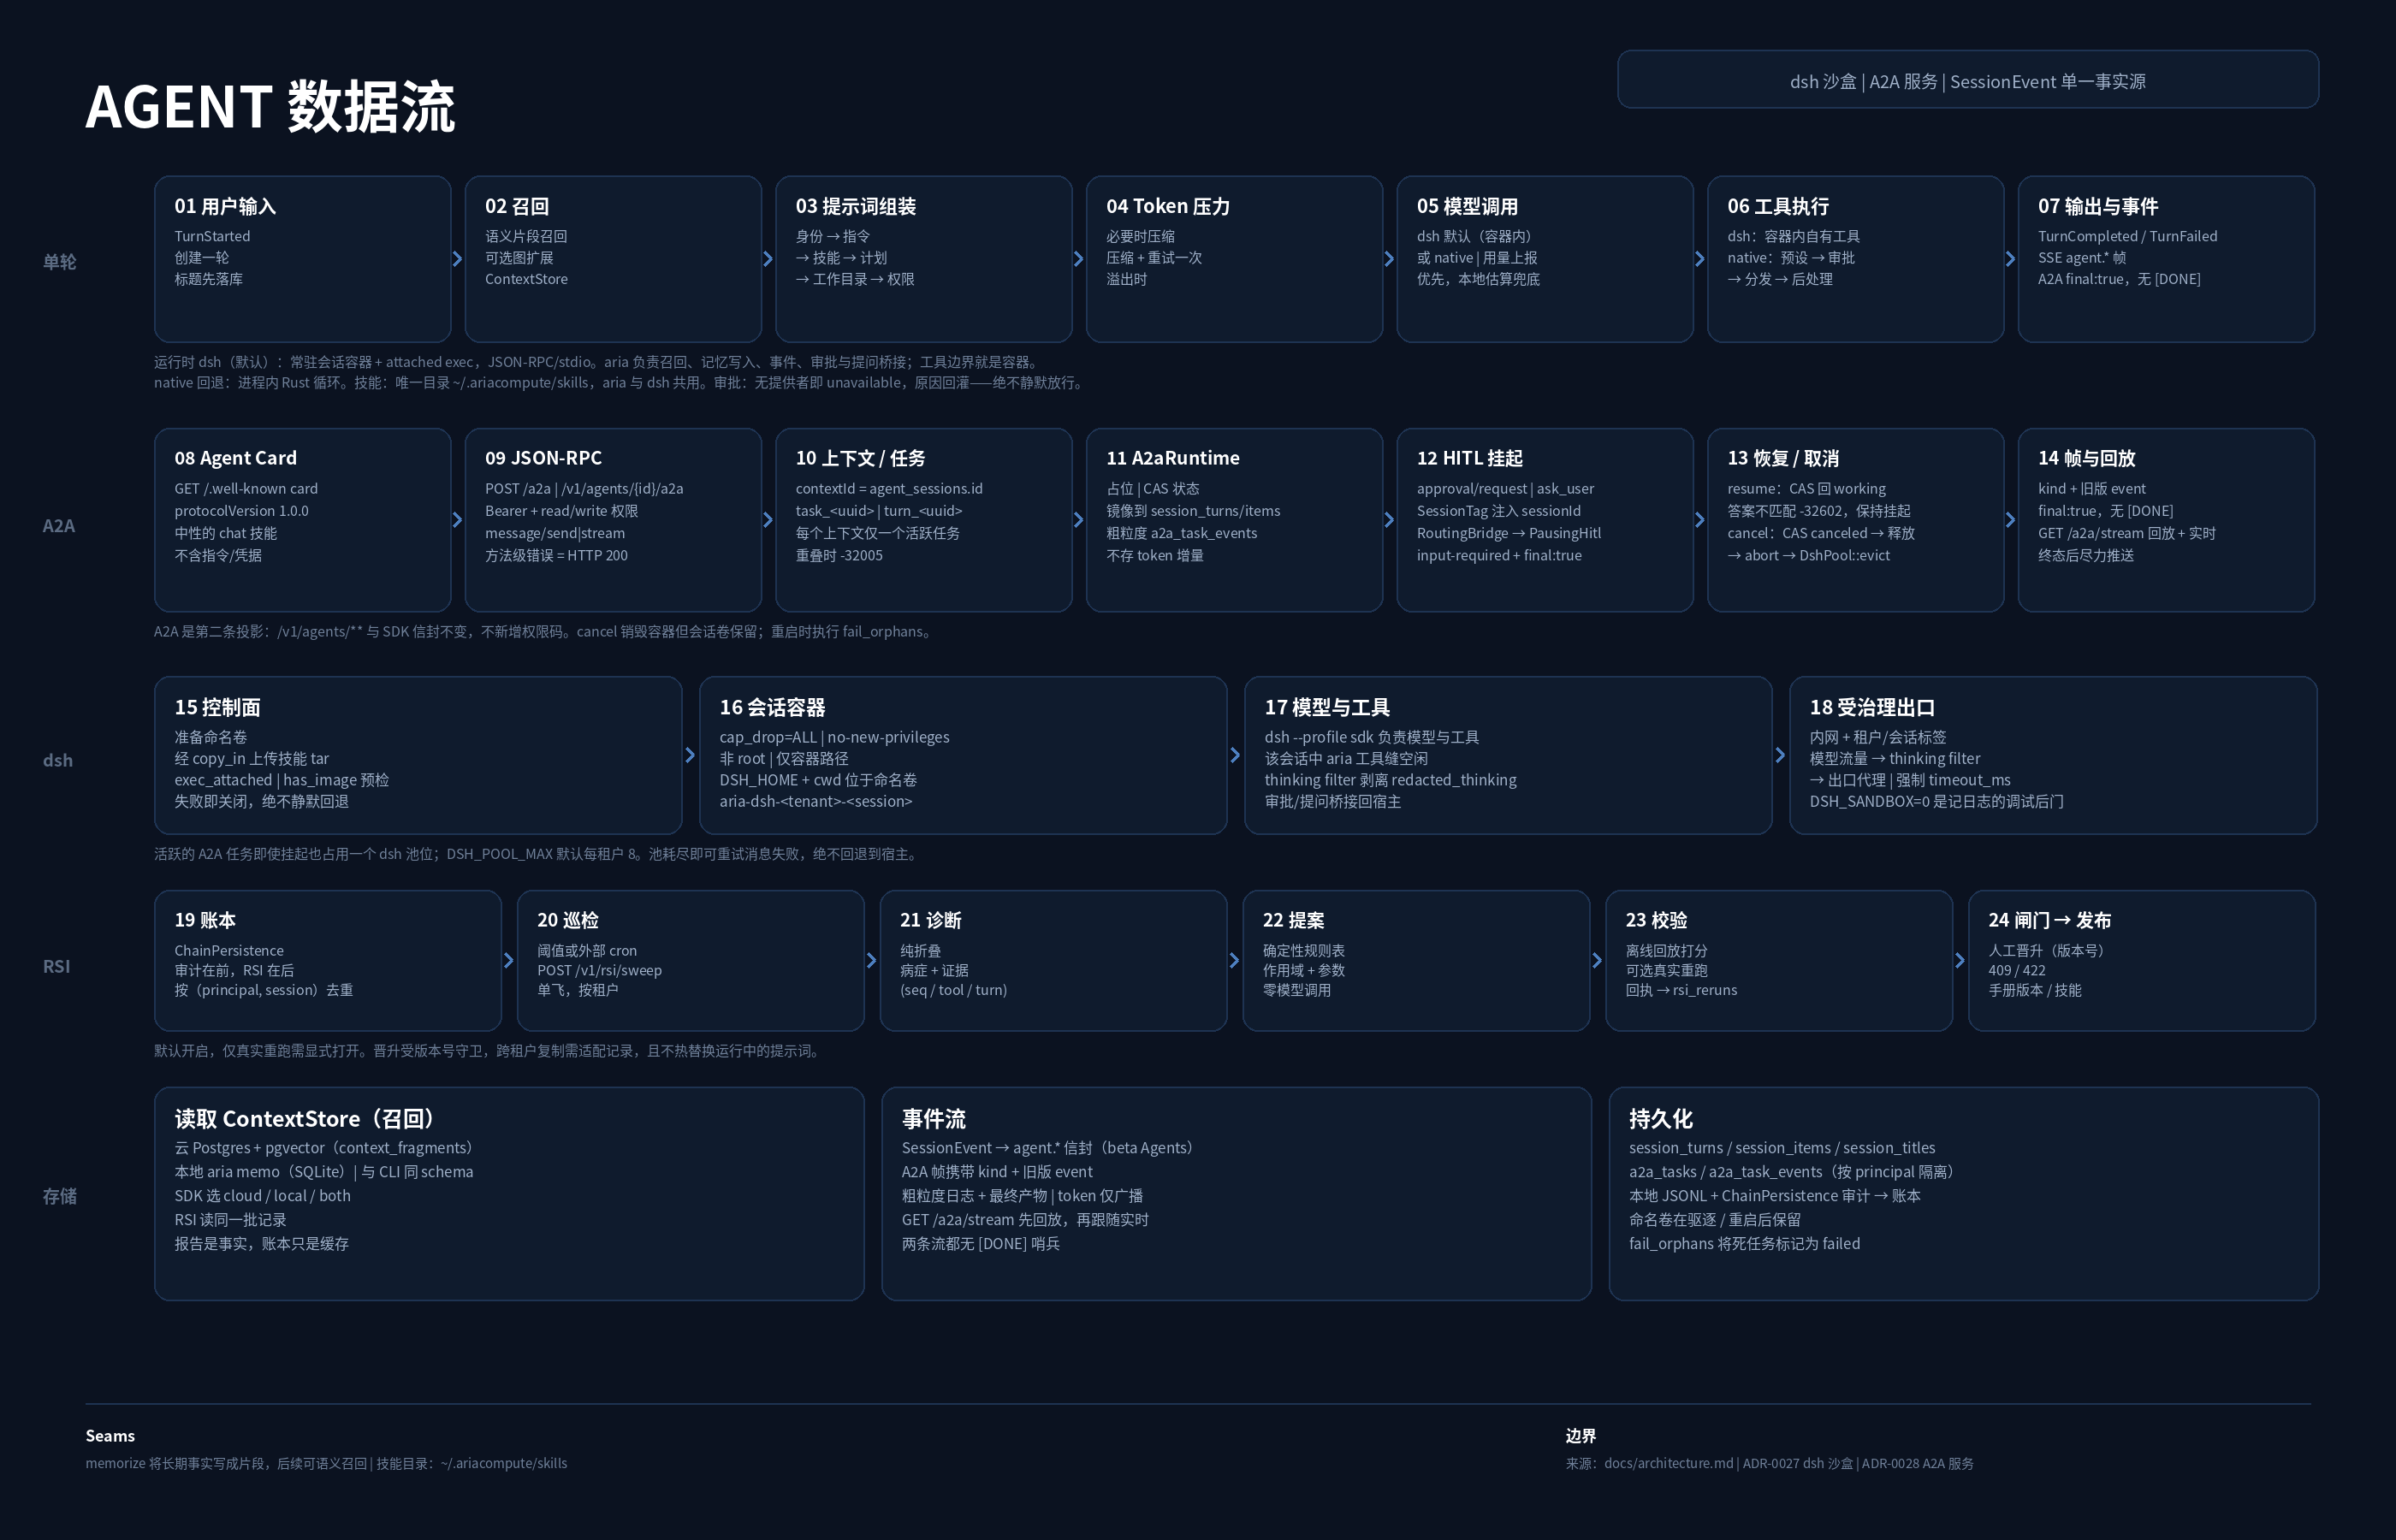 AGENT 数据流
dsh 沙盒 | A2A 服务 | SessionEvent 单一事实源
单轮
01 用户输入
TurnStarted
创建一轮
标题先落库
02 召回
语义片段召回
可选图扩展
ContextStore
03 提示词组装
身份 → 指令
→ 技能 → 计划
→ 工作目录 → 权限
04 Token 压力
必要时压缩
压缩 + 重试一次
溢出时
05 模型调用
dsh 默认（容器内）
或 native | 用量上报
优先，本地估算兜底
06 工具执行
dsh：容器内自有工具
native：预设 → 审批
→ 分发 → 后处理
07 输出与事件
TurnCompleted / TurnFailed
SSE agent.* 帧
A2A final:true，无 [DONE]
运行时 dsh（默认）：常驻会话容器 + attached exec，JSON-RPC/stdio。aria 负责召回、记忆写入、事件、审批与提问桥接；工具边界就是容器。
native 回退：进程内 Rust 循环。技能：唯一目录 ~/.ariacompute/skills，aria 与 dsh 共用。审批：无提供者即 unavailable，原因回灌——绝不静默放行。
A2A
08 Agent Card
GET /.well-known card
protocolVersion 1.0.0
中性的 chat 技能
不含指令/凭据
09 JSON-RPC
POST /a2a | /v1/agents/{id}/a2a
Bearer + read/write 权限
message/send|stream
方法级错误 = HTTP 200
10 上下文 / 任务
contextId = agent_sessions.id
task_<uuid> | turn_<uuid>
每个上下文仅一个活跃任务
重叠时 -32005
11 A2aRuntime
占位 | CAS 状态
镜像到 session_turns/items
粗粒度 a2a_task_events
不存 token 增量
12 HITL 挂起
approval/request | ask_user
SessionTag 注入 sessionId
RoutingBridge → PausingHitl
input-required + final:true
13 恢复 / 取消
resume：CAS 回 working
答案不匹配 -32602，保持挂起
cancel：CAS canceled → 释放
→ abort → DshPool::evict
14 帧与回放
kind + 旧版 event
final:true，无 [DONE]
GET /a2a/stream 回放 + 实时
终态后尽力推送
A2A 是第二条投影：/v1/agents/** 与 SDK 信封不变，不新增权限码。cancel 销毁容器但会话卷保留；重启时执行 fail_orphans。
dsh
15 控制面
准备命名卷
经 copy_in 上传技能 tar
exec_attached | has_image 预检
失败即关闭，绝不静默回退
16 会话容器
cap_drop=ALL | no-new-privileges
非 root | 仅容器路径
DSH_HOME + cwd 位于命名卷
aria-dsh-<tenant>-<session>
17 模型与工具
dsh --profile sdk 负责模型与工具
该会话中 aria 工具缝空闲
thinking filter 剥离 redacted_thinking
审批/提问桥接回宿主
18 受治理出口
内网 + 租户/会话标签
模型流量 → thinking filter
→ 出口代理 | 强制 timeout_ms
DSH_SANDBOX=0 是记日志的调试后门
活跃的 A2A 任务即使挂起也占用一个 dsh 池位；DSH_POOL_MAX 默认每租户 8。池耗尽即可重试消息失败，绝不回退到宿主。
RSI
19 账本
ChainPersistence
审计在前，RSI 在后
按（principal, session）去重
20 巡检
阈值或外部 cron
POST /v1/rsi/sweep
单飞，按租户
21 诊断
纯折叠
病症 + 证据
(seq / tool / turn)
22 提案
确定性规则表
作用域 + 参数
零模型调用
23 校验
离线回放打分
可选真实重跑
回执 → rsi_reruns
24 闸门 → 发布
人工晋升（版本号）
409 / 422
手册版本 / 技能
默认开启，仅真实重跑需显式打开。晋升受版本号守卫，跨租户复制需适配记录，且不热替换运行中的提示词。
存储
读取 ContextStore（召回）
云 Postgres + pgvector（context_fragments）
本地 aria memo（SQLite）| 与 CLI 同 schema
SDK 选 cloud / local / both
RSI 读同一批记录
报告是事实，账本只是缓存
事件流
SessionEvent → agent.* 信封（beta Agents）
A2A 帧携带 kind + 旧版 event
粗粒度日志 + 最终产物 | token 仅广播
GET /a2a/stream 先回放，再跟随实时
两条流都无 [DONE] 哨兵
持久化
session_turns / session_items / session_titles
a2a_tasks / a2a_task_events（按 principal 隔离）
本地 JSONL + ChainPersistence 审计 → 账本
命名卷在驱逐 / 重启后保留
fail_orphans 将死任务标记为 failed
Seams
memorize 将长期事实写成片段，后续可语义召回 | 技能目录：~/.ariacompute/skills
边界
来源：docs/architecture.md | ADR-0027 dsh 沙盒 | ADR-0028 A2A 服务